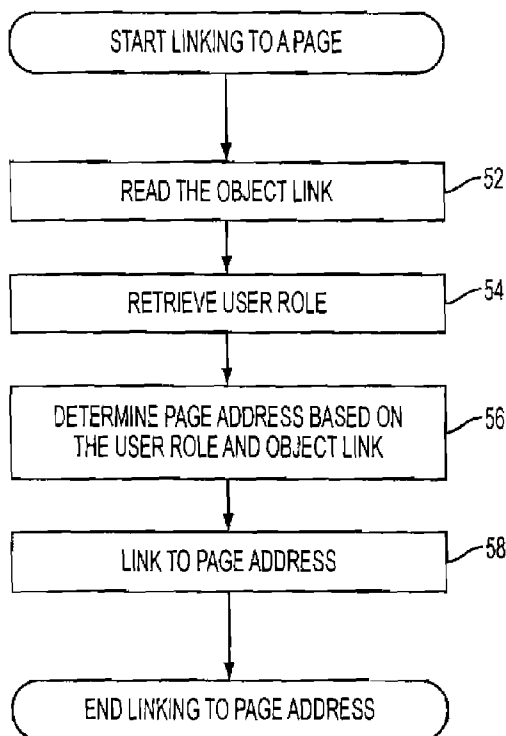 START LINKING TO A PAGE
READ THE OBJECT LINK
52
RETRIEVE USER ROLE
54
DETERMINE PAGE ADDRESS BASED ON
THE USER ROLE AND OBJECT LINK
56
LINK TO PAGE ADDRESS
58
END LINKING TO PAGE ADDRESS